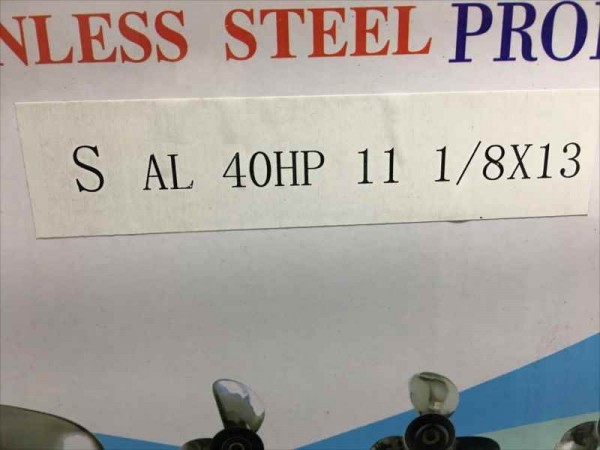 NLESS STEEL PRO
S AL 40HP 11 1/8X13